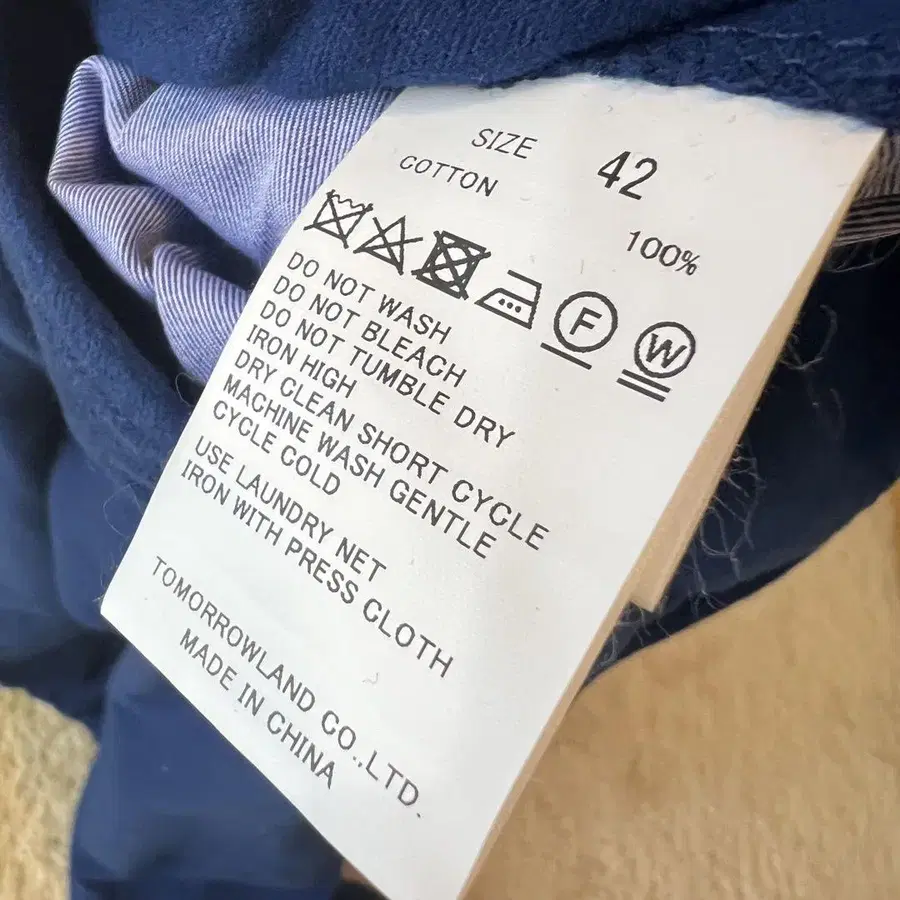 SIZE 42
COTTON 100%
F W
DO NOT WASH
DO NOT BLEACH
DO NOT TUMBLE DRY
IRON HIGH
DRY CLEAN SHORT CYCLE
MACHINE WASH GENTLE
CYCLE COLD
USE LAUNDRY NET
IRON WITH PRESS CLOTH
TOMORROWLAND CO.,LTD.
MADE IN CHINA